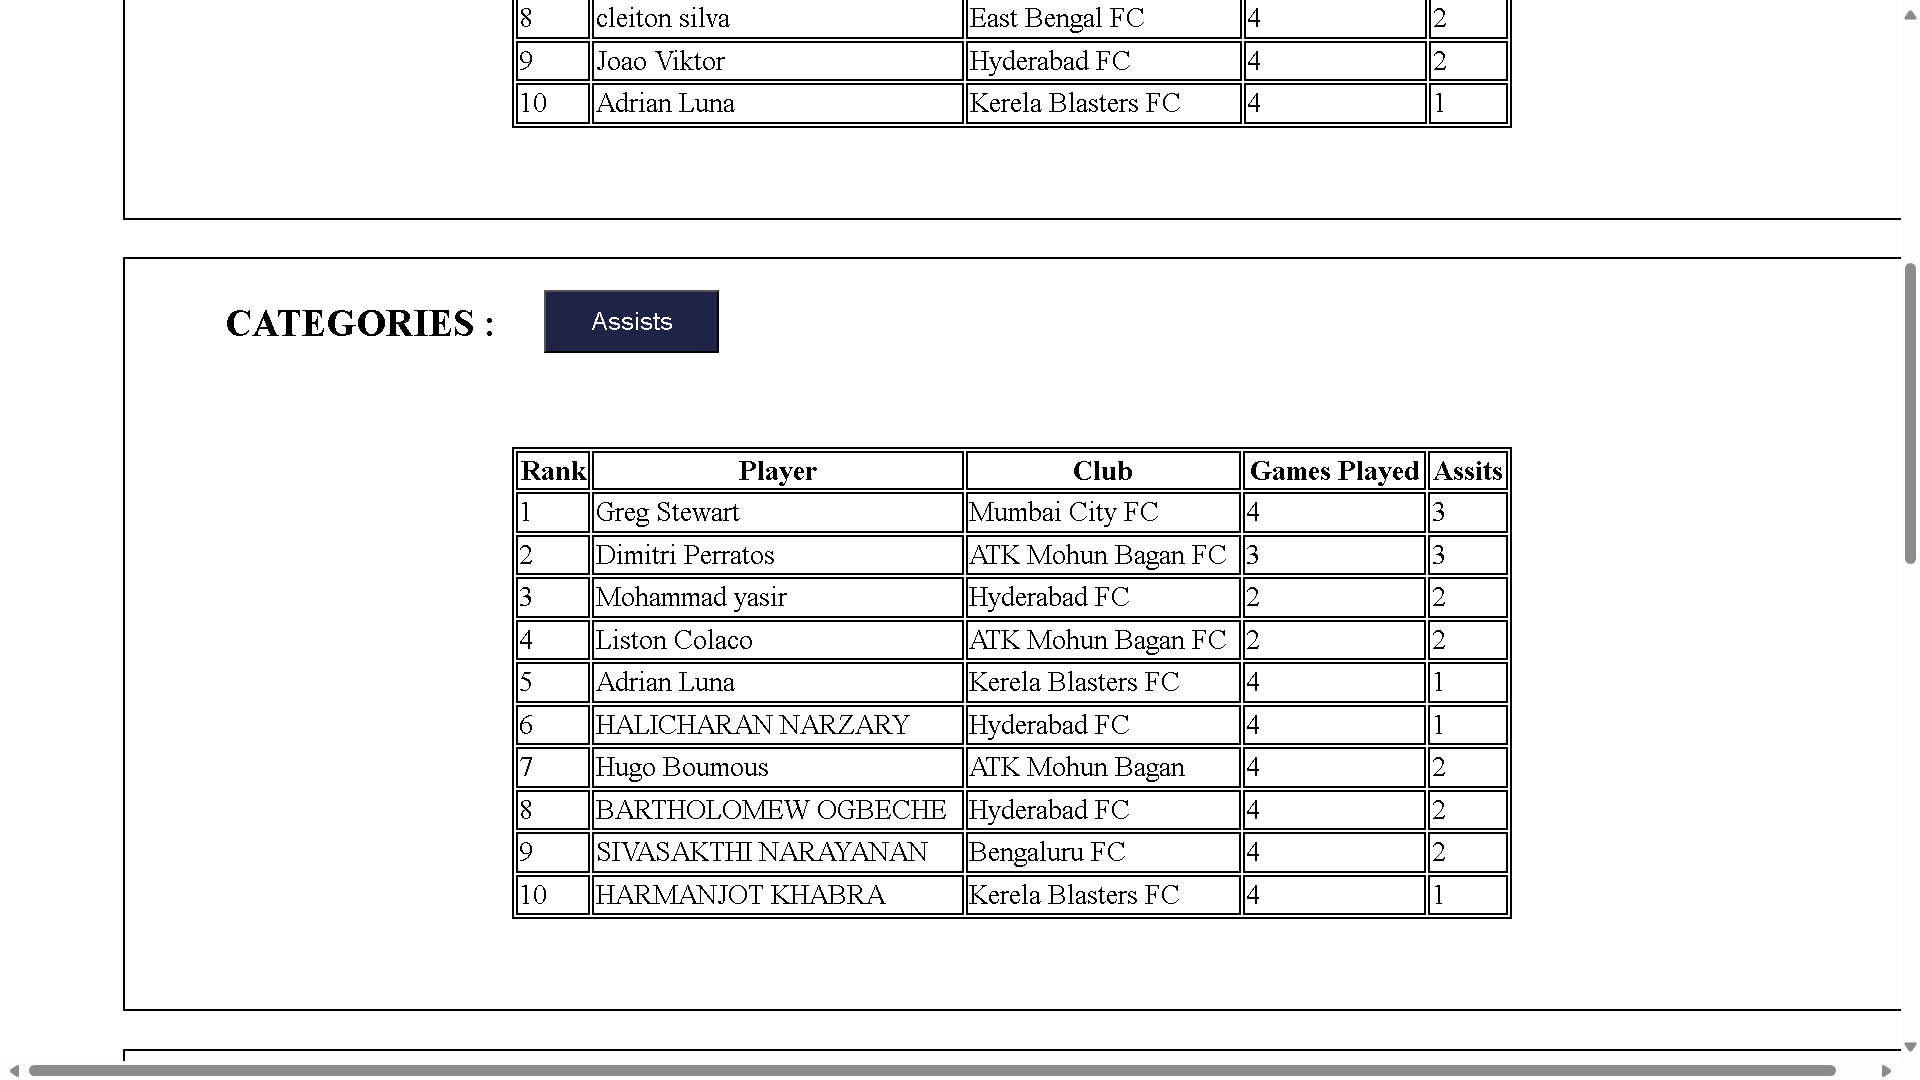 8 cleiton silva East Bengal FC 4 2
9 Joao Viktor Hyderabad FC 4 2
10 Adrian Luna Kerela Blasters FC 4 1
CATEGORIES : Assists
Rank Player Club Games Played Assits
1 Greg Stewart Mumbai City FC 4 3
2 Dimitri Perratos ATK Mohun Bagan FC 3 3
3 Mohammad yasir Hyderabad FC 2 2
4 Liston Colaco ATK Mohun Bagan FC 2 2
5 Adrian Luna Kerela Blasters FC 4 1
6 HALICHARAN NARZARY Hyderabad FC 4 1
7 Hugo Boumous ATK Mohun Bagan 4 2
8 BARTHOLOMEW OGBECHE Hyderabad FC 4 2
9 SIVASAKTHI NARAYANAN Bengaluru FC 4 2
10 HARMANJOT KHABRA Kerela Blasters FC 4 1